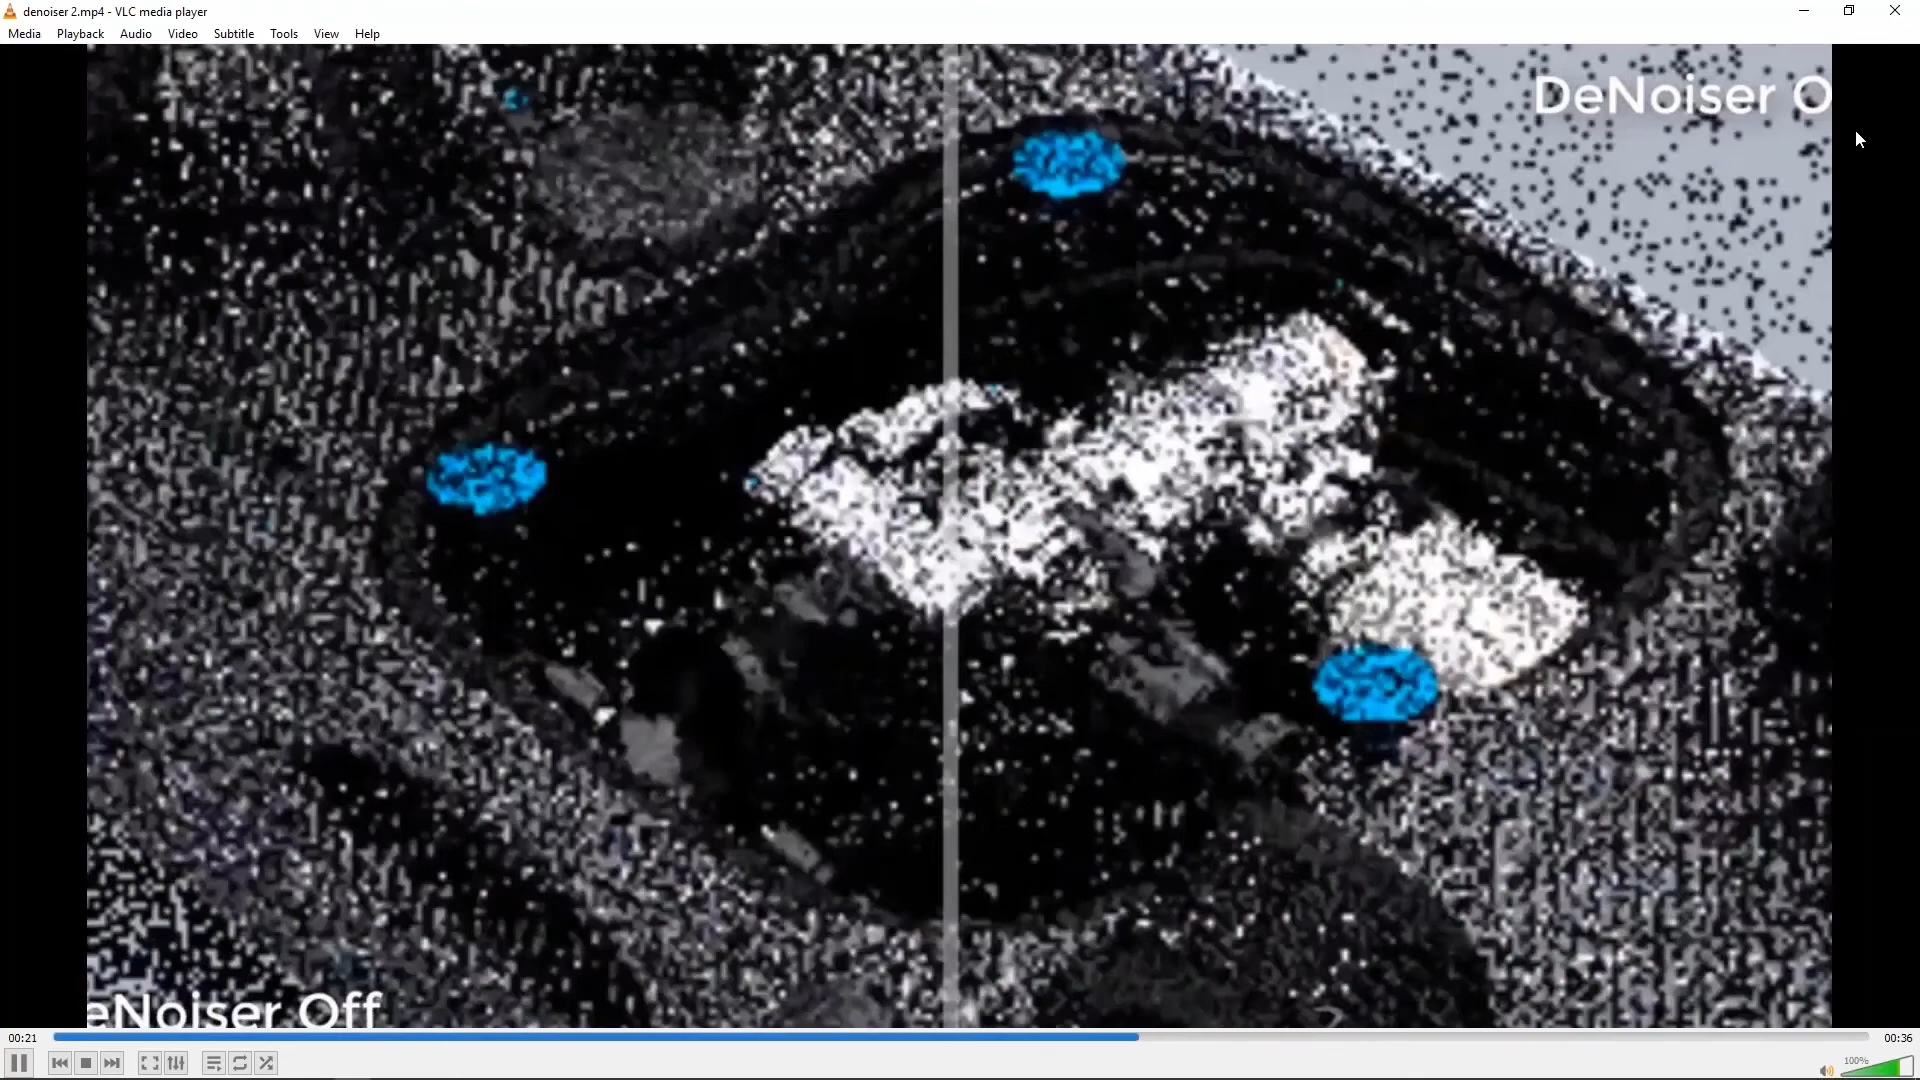 denoiser 2.mp4 - VLC media player
Media Playback Audio Video Subtitle Tools View Help
DeNoiser O
eNoiser Off
00:21
00:36
100%